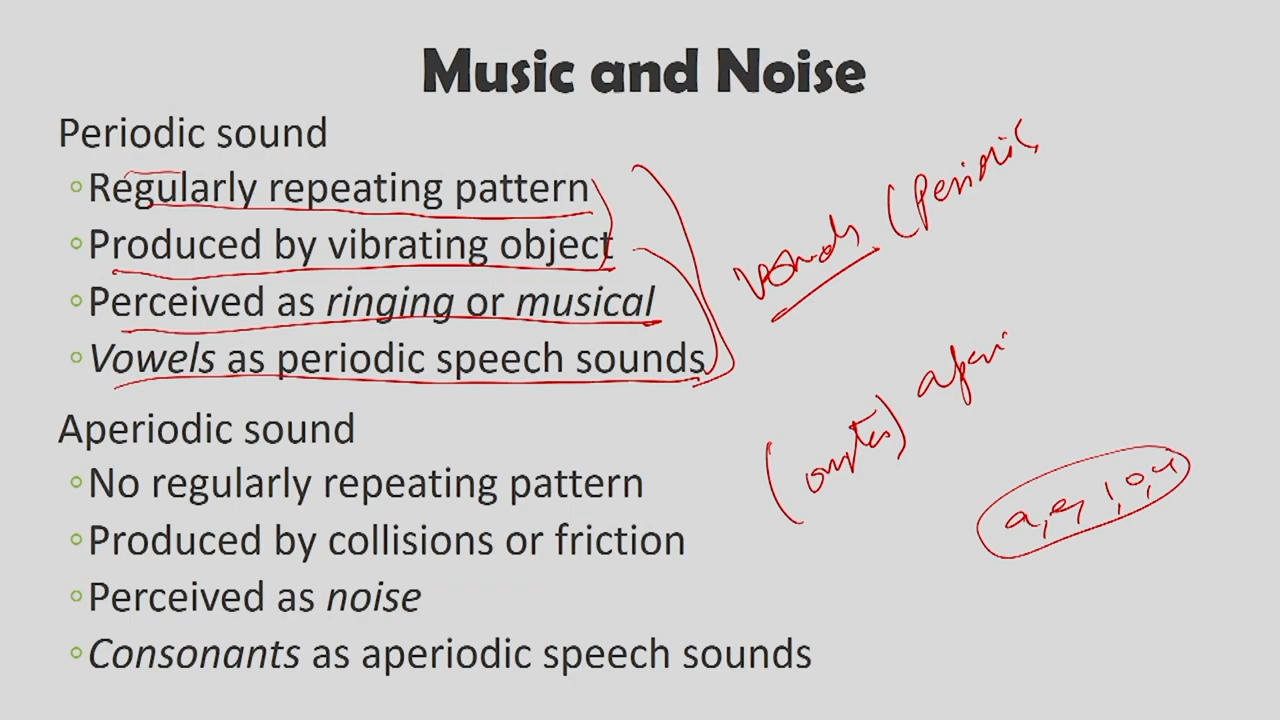 Music and Noise
Periodic sound
◦Regularly repeating pattern
◦Produced by vibrating object
◦Perceived as ringing or musical
◦Vowels as periodic speech sounds
Vowels (Periodic
aperi
a, e, i, o, u
Aperiodic sound
◦No regularly repeating pattern
◦Produced by collisions or friction
◦Perceived as noise
◦Consonants as aperiodic speech sounds